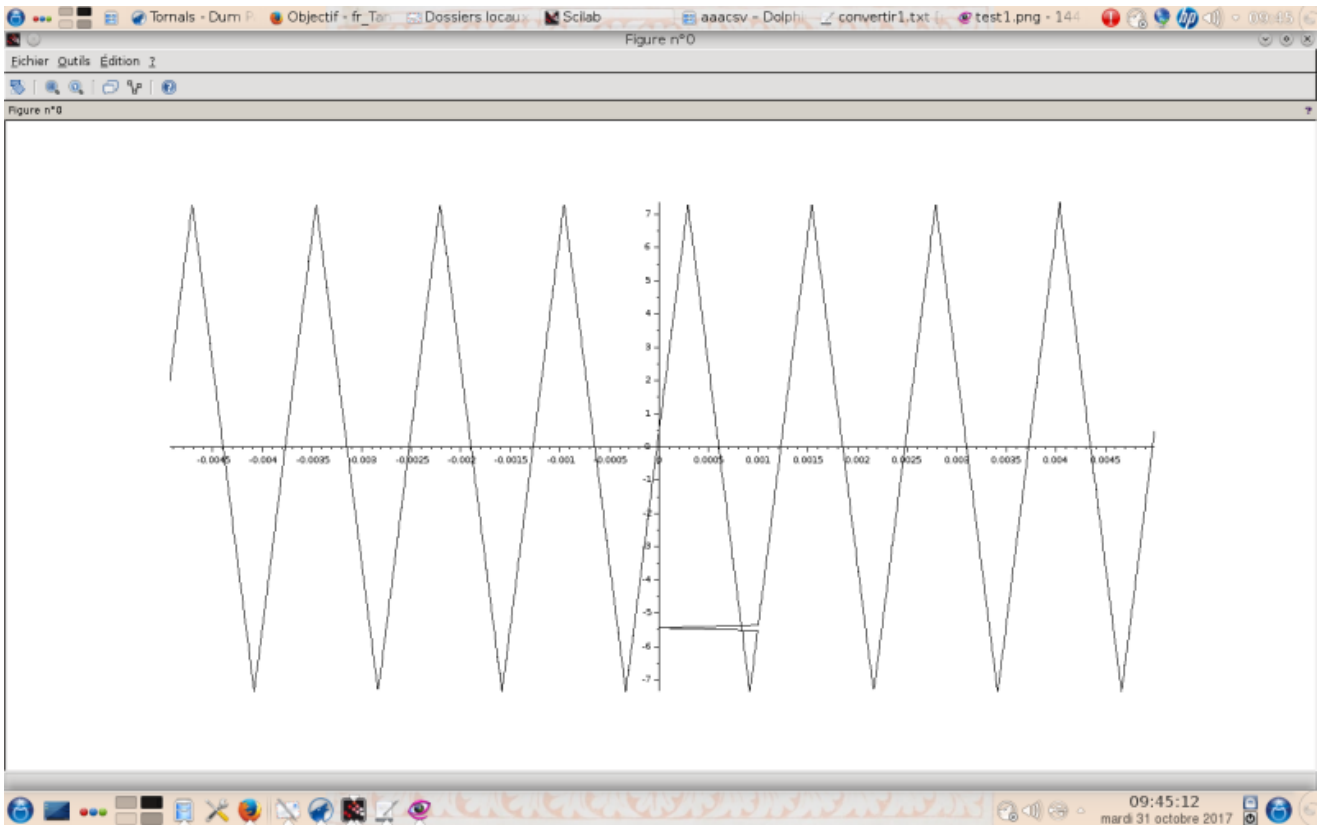 Tornals - Dum P
Objectif - fr_Tan
Dossiers locaux
Scilab
aaacsv - Dolphi
convertir1.txt
test1.png - 144
09:45
Figure n°0
Fichier Outils Édition ?
Figure n°0 ?
7
6
5
4
3
2
1
0
-0.0045 -0.004 -0.0035 -0.003 -0.0025 -0.002 -0.0015 -0.001 -0.0005 0 0.0005 0.001 0.0015 0.002 0.0025 0.003 0.0035 0.004 0.0045
-1
-2
-3
-4
-5
-6
-7
09:45:12
mardi 31 octobre 2017